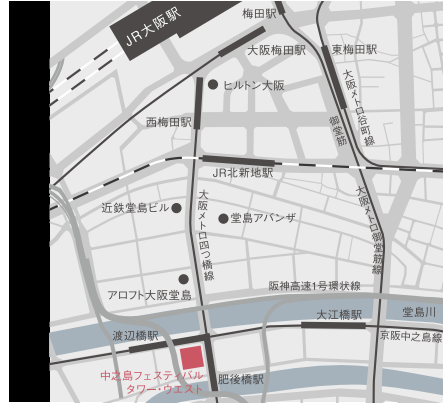 JR大阪駅
梅田駅
大阪梅田駅
東梅田駅
ヒルトン大阪
大阪メトロ谷町線
御堂筋
西梅田駅
JR北新地駅
大阪メトロ四つ橋線
大阪メトロ御堂筋線
近鉄堂島ビル
堂島アバンザ
アロフト大阪堂島
阪神高速1号環状線
大江橋駅
堂島川
渡辺橋駅
京阪中之島線
中之島フェスティバル
タワー・ウエスト
肥後橋駅